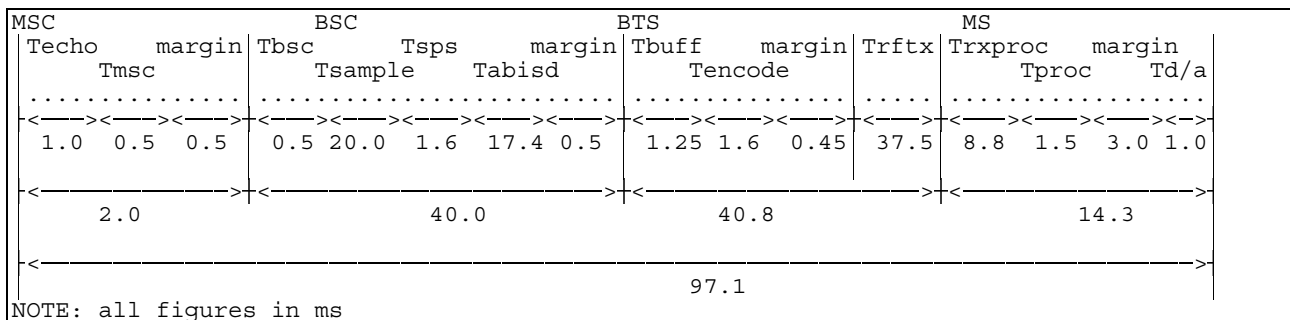 MSC BSC BTS MS
Techo margin Tbsc Tsps margin Tbuff margin Trftx Trxproc margin
Tmsc Tsample Tabisd Tencode Tproc Td/a
1.0 0.5 0.5 0.5 20.0 1.6 17.4 0.5 1.25 1.6 0.45 37.5 8.8 1.5 3.0 1.0
2.0 40.0 40.8 14.3
97.1
NOTE: all figures in ms